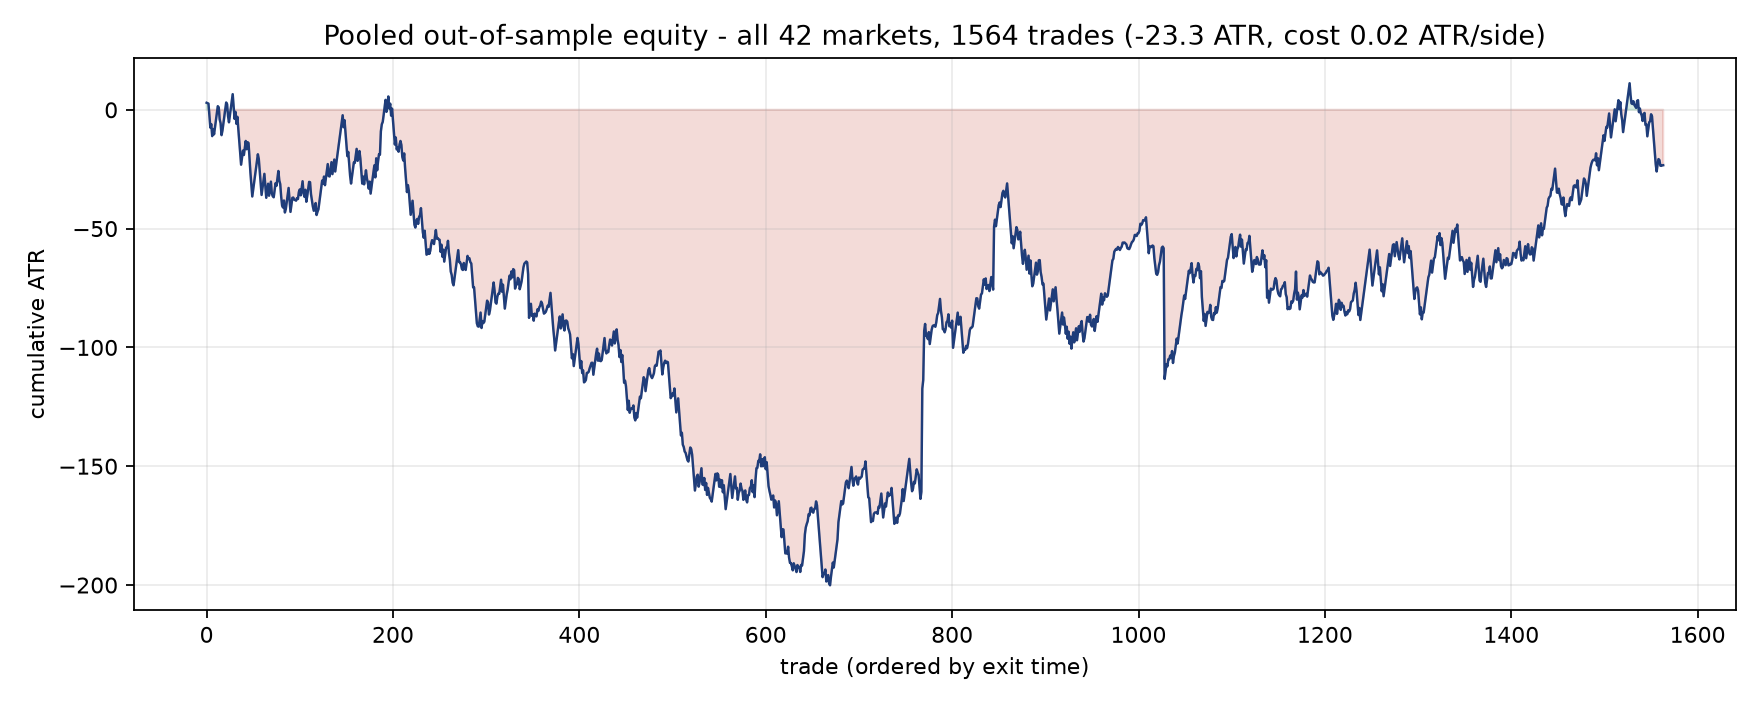 Pooled out-of-sample equity - all 42 markets, 1564 trades (-23.3 ATR, cost 0.02 ATR/side)
cumulative ATR
0
−50
−100
−150
−200
0 200 400 600 800 1000 1200 1400 1600
trade (ordered by exit time)